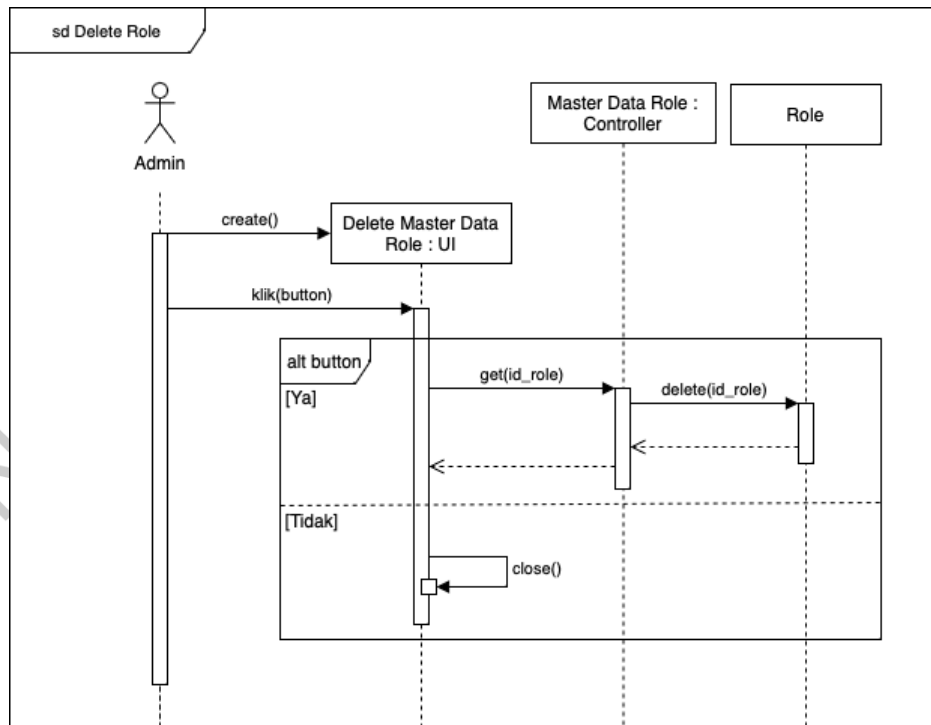 sd Delete Role
Master Data Role :
Controller
Role
Admin
create()
Delete Master Data
Role : UI
klik(button)
alt button
[Ya]
get(id_role)
delete(id_role)
[Tidak]
close()